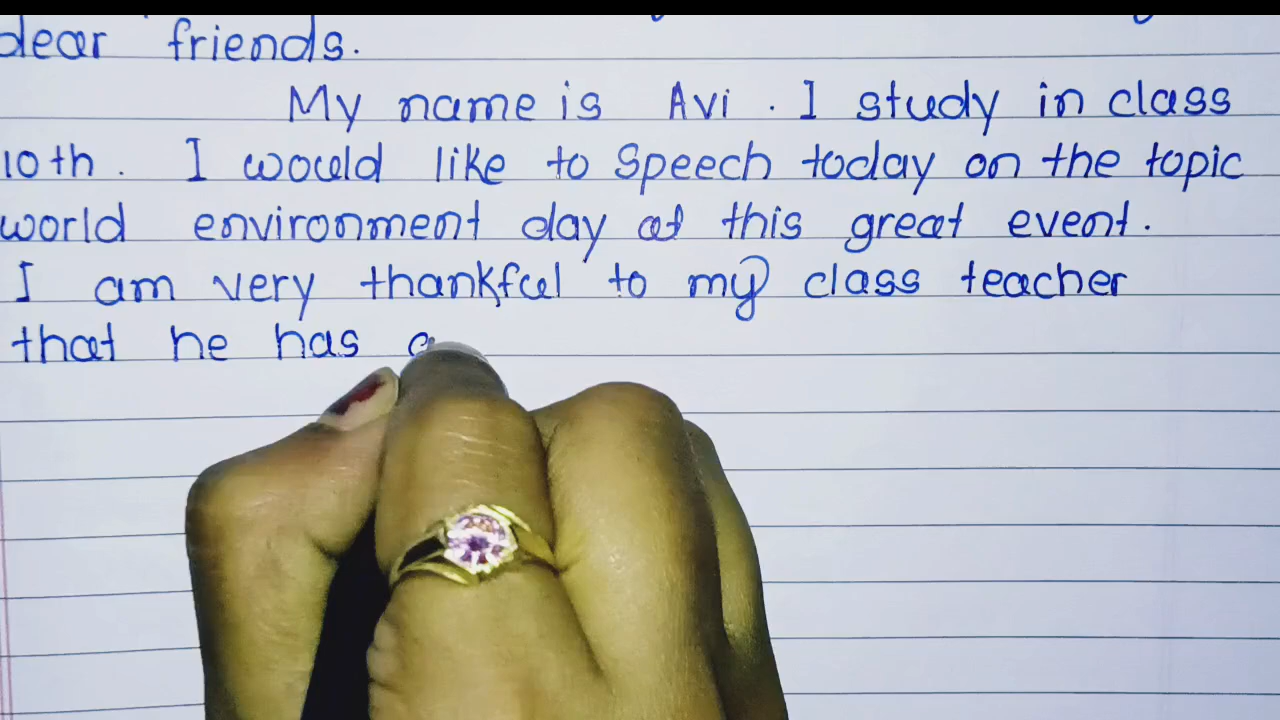 dear friends.
My name is Avi. I study in class
10th. I would like to speech today on the topic
world environment day at this great event.
I am very thankful to my class teacher
that he has